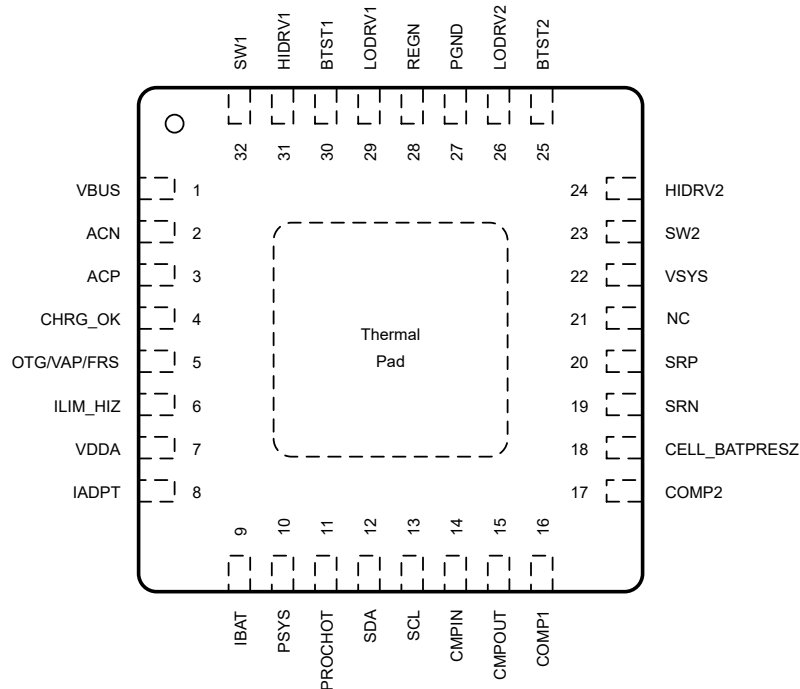 SW1
HIDRV1
BTST1
LODRV1
REGN
PGND
LODRV2
BTST2
32
31
30
29
28
27
26
25
VBUS 1
ACN 2
ACP 3
CHRG_OK 4
OTG/VAP/FRS 5
ILIM_HIZ 6
VDDA 7
IADPT 8
Thermal
Pad
24 HIDRV2
23 SW2
22 VSYS
21 NC
20 SRP
19 SRN
18 CELL_BATPRESZ
17 COMP2
9
10
11
12
13
14
15
16
IBAT
PSYS
PROCHOT
SDA
SCL
CMPIN
CMPOUT
COMP1